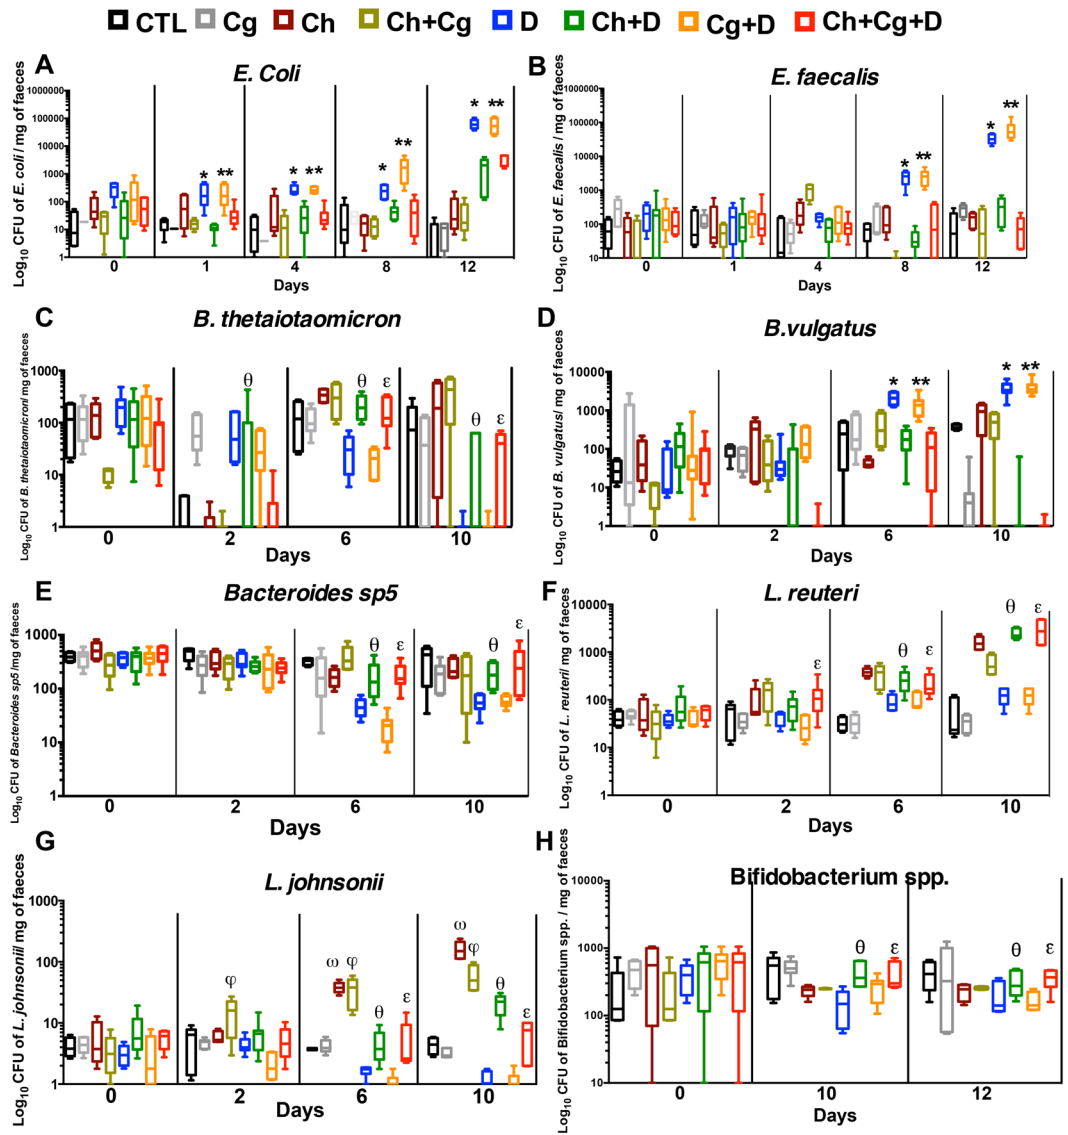 CTL Cg Ch Ch+Cg D Ch+D Cg+D Ch+Cg+D
A
E. Coli
Log10 CFU of E. coli / mg of faeces
1000000
100000
10000
1000
100
10
1
* ** * ** * ** * **
0 1 4 8 12
Days
B
E. faecalis
Log10 CFU of E. faecalis / mg of faeces
1000000
100000
10000
1000
100
10
* ** * **
0 1 4 8 12
Days
C
B. thetaiotaomicron
Log10 CFU of B. thetaiotaomicron/ mg of faeces
1000
100
10
1
θ θ ε θ ε
0 2 6 10
Days
D
B.vulgatus
Log10 CFU of B. vulgatus/ mg of faeces
10000
1000
100
10
1
* ** * **
0 2 6 10
Days
E
Bacteroides sp5
Log10 CFU of Bacteroides sp5/mg of faeces
1000
100
10
1
θ ε θ ε
0 2 6 10
Days
F
L. reuteri
Log10 CFU of L. reuterii/ mg of faeces
10000
1000
100
10
1
ε θ ε θ ε
0 2 6 10
Days
G
L. johnsonii
Log10 CFU of L. johnsonii/ mg of faeces
1000
100
10
1
φ ω φ θ ε ω φ θ ε
0 2 6 10
Days
H
Bifidobacterium spp.
Log10 CFU of Bifidobacterium spp. / mg of faeces
10000
1000
100
10
θ ε θ ε
0 10 12
Days